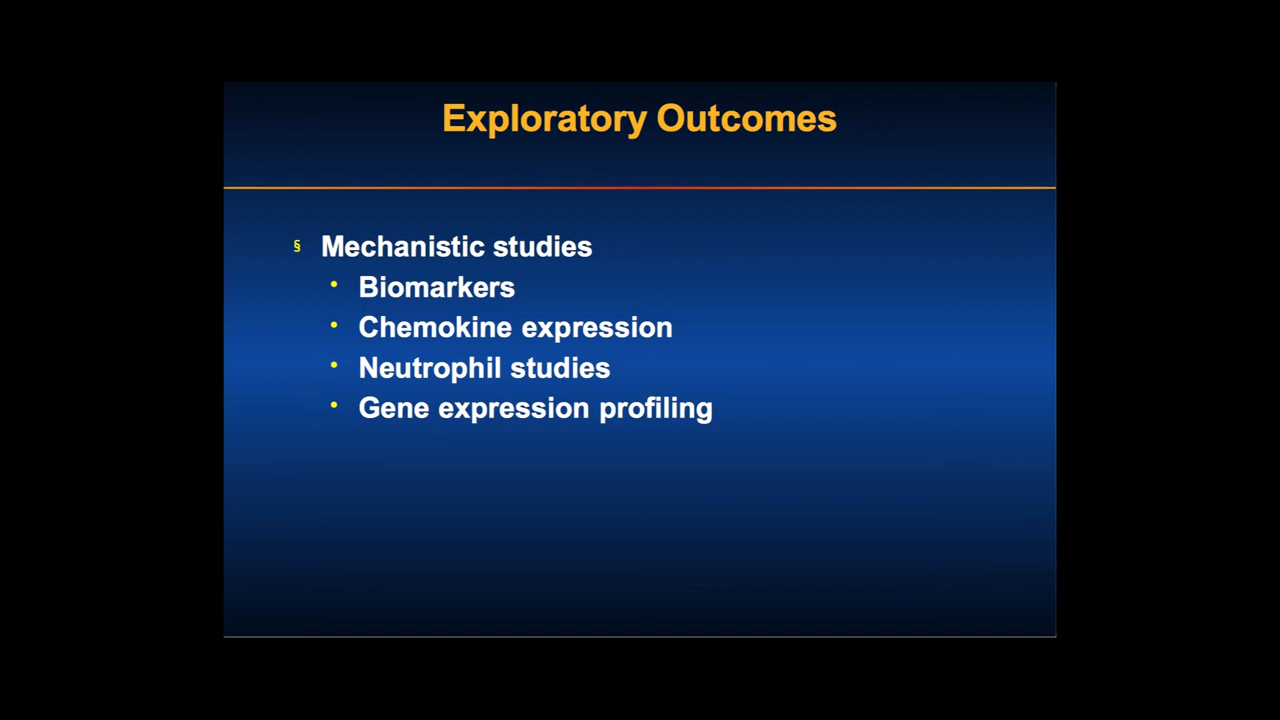 Exploratory Outcomes
§ Mechanistic studies
• Biomarkers
• Chemokine expression
• Neutrophil studies
• Gene expression profiling